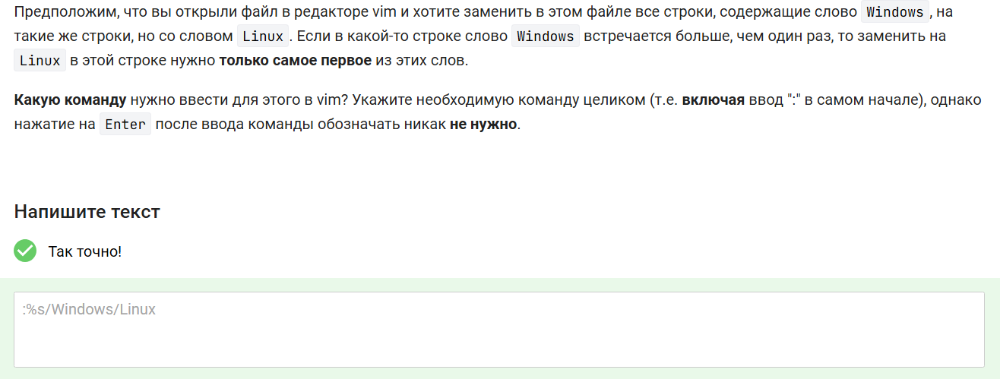 Предположим, что вы открыли файл в редакторе vim и хотите заменить в этом файле все строки, содержащие слово Windows, на
такие же строки, но со словом Linux. Если в какой-то строке слово Windows встречается больше, чем один раз, то заменить на
Linux в этой строке нужно только самое первое из этих слов.
Какую команду нужно ввести для этого в vim? Укажите необходимую команду целиком (т.е. включая ввод ":" в самом начале), однако
нажатие на Enter после ввода команды обозначать никак не нужно.
Напишите текст
Так точно!
:%s/Windows/Linux